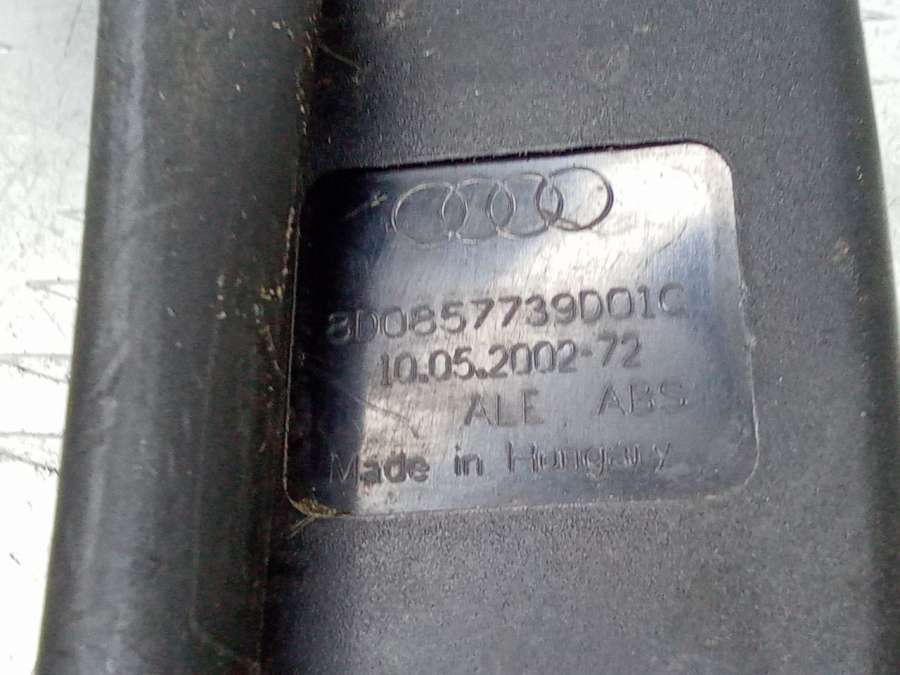 8D0857739D01C
10.05.2002-72
ALE ABS
Made in Hungary